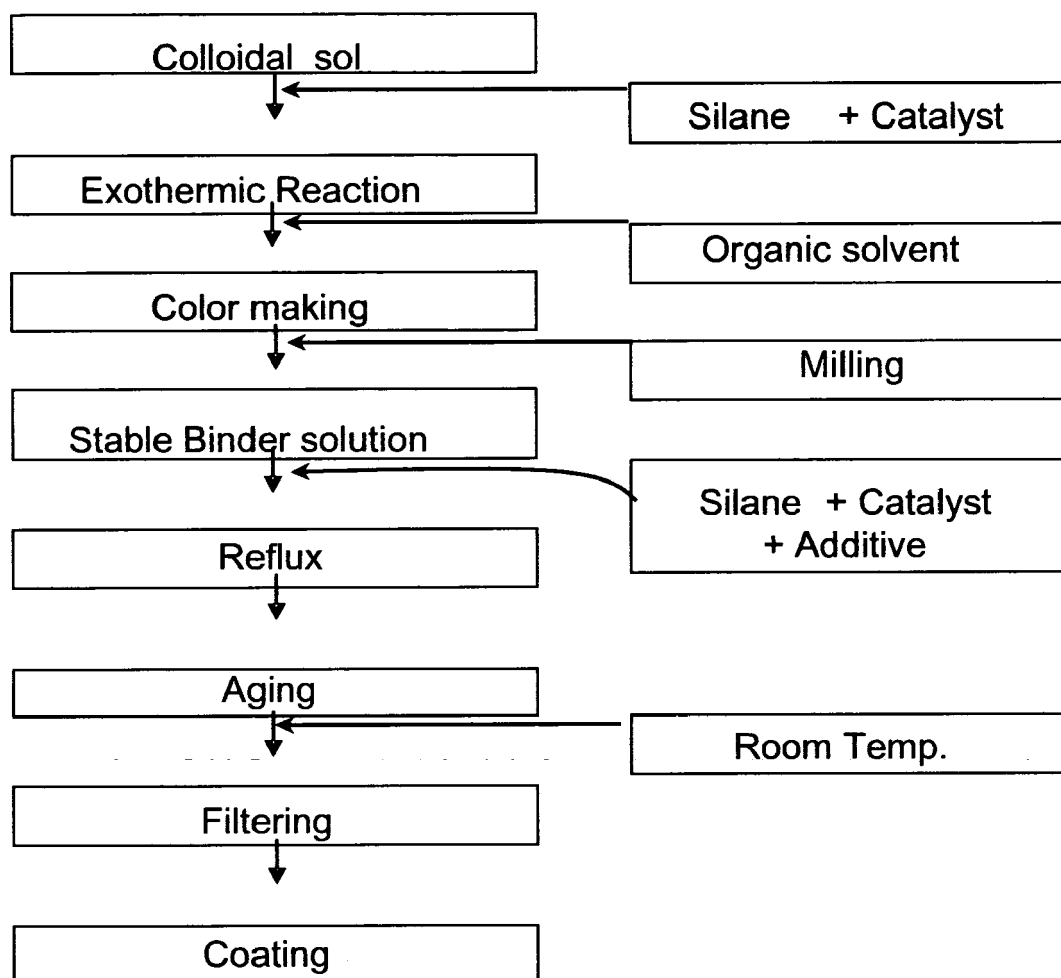 Colloidal sol
Silane + Catalyst
Exothermic Reaction
Organic solvent
Color making
Milling
Stable Binder solution
Silane + Catalyst
+ Additive
Reflux
Aging
Room Temp.
Filtering
Coating